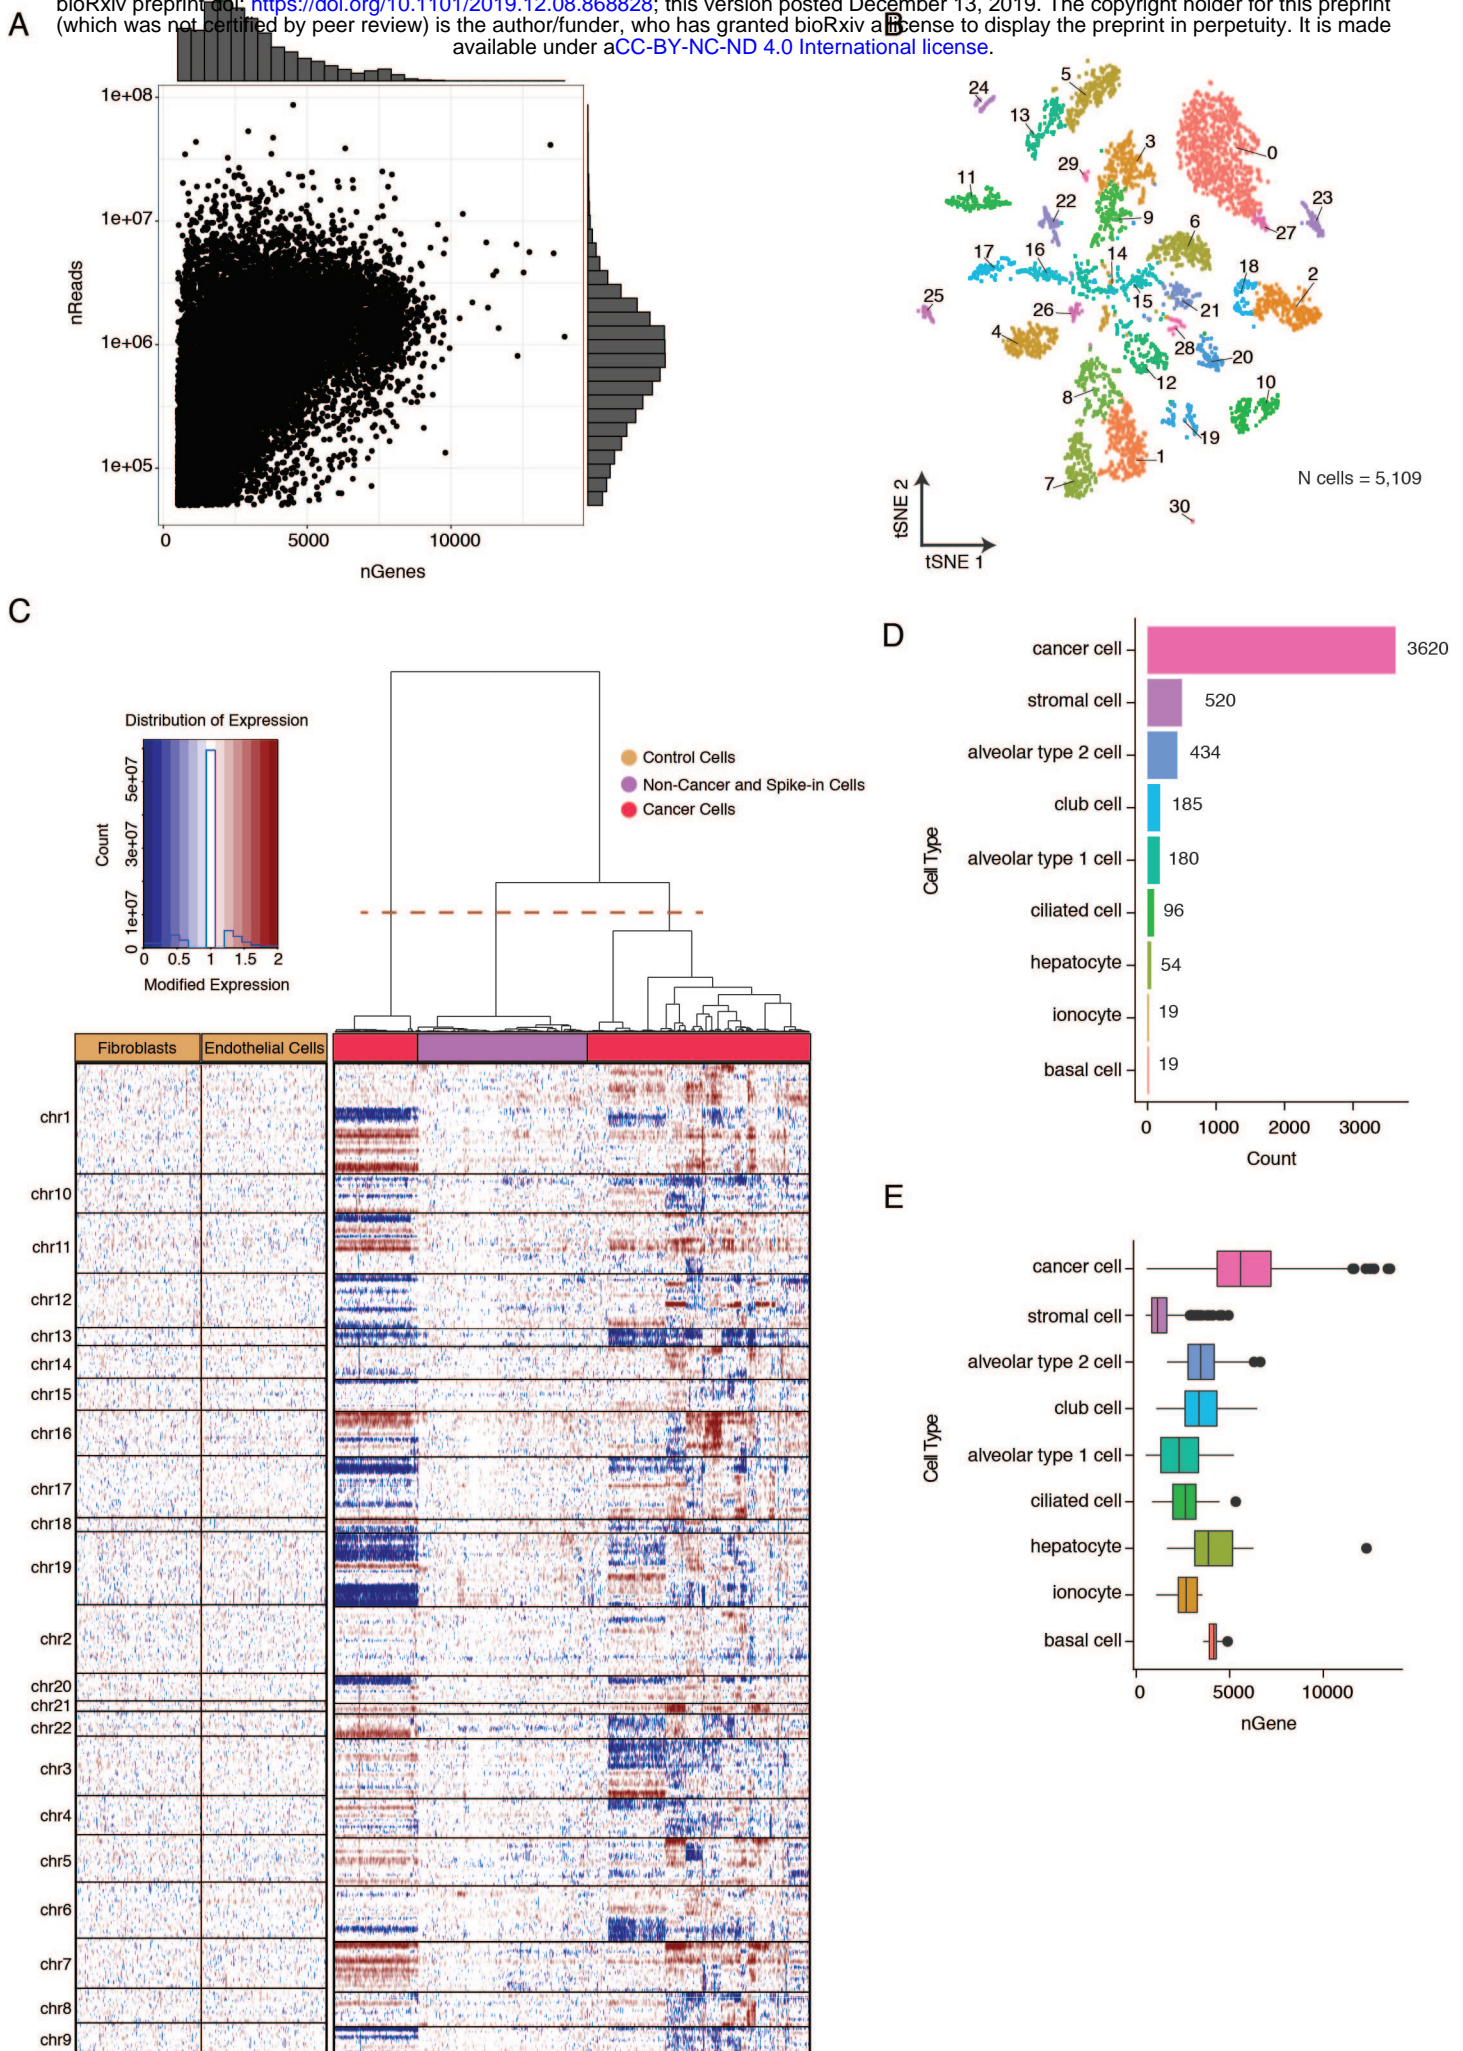 bioRxiv preprint doi: https://doi.org/10.1101/2019.12.08.868828; this version posted December 13, 2019. The copyright holder for this preprint
(which was not certified by peer review) is the author/funder, who has granted bioRxiv a license to display the preprint in perpetuity. It is made
available under aCC-BY-NC-ND 4.0 International license.
A
1e+08
1e+07
1e+06
1e+05
nReads
0
5000
10000
nGenes
B
24
5
13
3
0
29
11
22
9
23
6
27
17
16
14
18
2
25
26
15
21
4
28
20
12
8
10
19
1
7
30
N cells = 5,109
tSNE 2
tSNE 1
C
Distribution of Expression
Count
0
1e+07
3e+07
5e+07
0
0.5
1
1.5
2
Modified Expression
Control Cells
Non-Cancer and Spike-in Cells
Cancer Cells
Fibroblasts
Endothelial Cells
chr1
chr10
chr11
chr12
chr13
chr14
chr15
chr16
chr17
chr18
chr19
chr2
chr20
chr21
chr22
chr3
chr4
chr5
chr6
chr7
chr8
chr9
D
Cell Type
cancer cell
3620
stromal cell
520
alveolar type 2 cell
434
club cell
185
alveolar type 1 cell
180
ciliated cell
96
hepatocyte
54
ionocyte
19
basal cell
19
0
1000
2000
3000
Count
E
Cell Type
cancer cell
stromal cell
alveolar type 2 cell
club cell
alveolar type 1 cell
ciliated cell
hepatocyte
ionocyte
basal cell
0
5000
10000
nGene